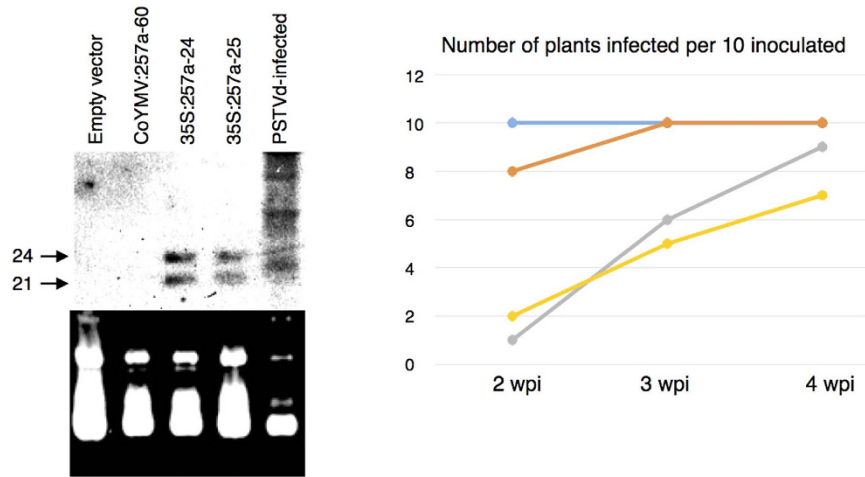 Empty vector
CoYMV:257a-60
35S:257a-24
35S:257a-25
PSTVd-infected
24
21
Number of plants infected per 10 inoculated
12
10
8
6
4
2
0
2 wpi
3 wpi
4 wpi